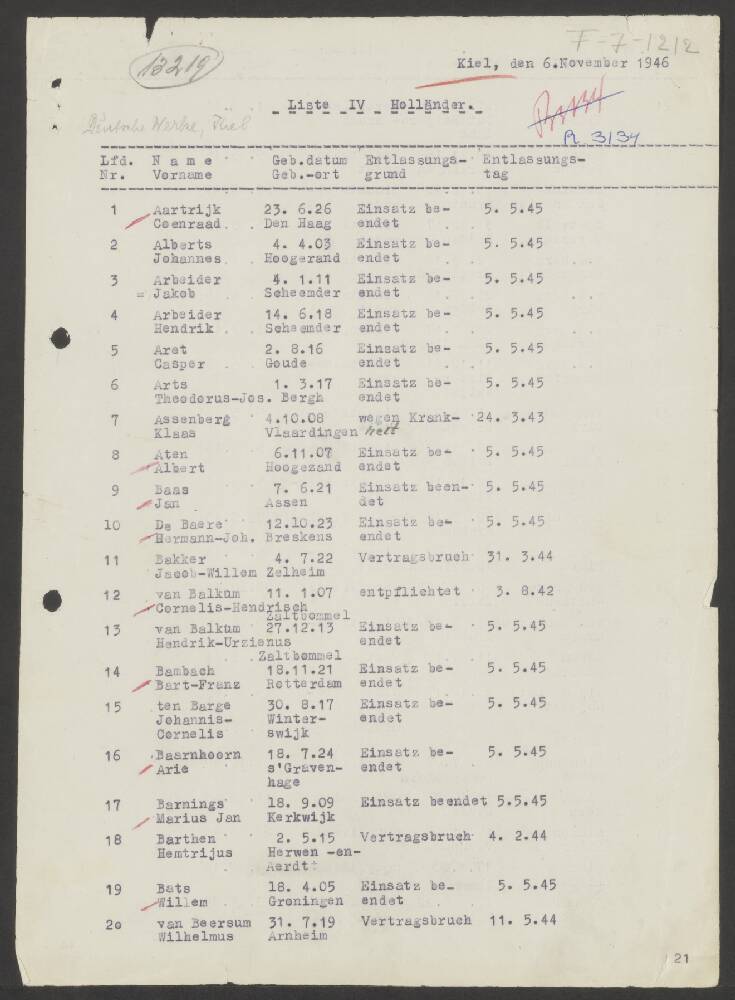 F-7-1212
13219
Kiel, den 6.November 1946
Liste IV Holländer.
Deutsche Werke, Kiel
R. 3134
Lfd. Name Geb.datum Entlassungs- Entlassungs-
Nr. Vorname Geb.-ort grund tag
1 Aartrijk 23. 6.26 Einsatz be- 5. 5.45
Coenraad Den Haag endet
2 Alberts 4. 4.03 Einsatz be- 5. 5.45
Johannes Hoogerand endet
3 Arbeider 4. 1.11 Einsatz be- 5. 5.45
= Jakob Scheemder endet
4 Arbeider 14. 6.18 Einsatz be- 5. 5.45
Hendrik Scheemder endet
5 Aret 2. 8.16 Einsatz be- 5. 5.45
Casper Goude endet
6 Arts 1. 3.17 Einsatz be- 5. 5.45
Theodorus-Jos. Bergh endet
7 Assenberg 4.10.08 wegen Krank- 24. 3.43
Klaas Vlaardingen heit
8 Aten 6.11.07 Einsatz be- 5. 5.45
Albert Hoogezand endet
9 Baas 7. 6.21 Einsatz been- 5. 5.45
Jan Assen det
10 De Baere 12.10.23 Einsatz be- 5. 5.45
Hermann-Joh. Breskens endet
11 Bakker 4. 7.22 Vertragsbruch 31. 3.44
Jacob-Willem Zelheim
12 van Balkum 11. 1.07 entpflichtet 3. 8.42
Cornelis-Hendrisch
Zaltbommel
13 van Balkum 27.12.13 Einsatz be- 5. 5.45
Hendrik-Urzianus endet
Zaltbommel
14 Bambach 18.11.21 Einsatz be- 5. 5.45
Bart-Franz Rotterdam endet
15 ten Barge 30. 8.17 Einsatz be- 5. 5.45
Johannis- Winter- endet
Cornelis swijk
16 Baarnhoorn 18. 7.24 Einsatz be- 5. 5.45
Arie s'Graven- endet
hage
17 Barnings 18. 9.09 Einsatz beendet 5.5.45
Marius Jan Kerkwijk
18 Barthen 2. 5.15 Vertragsbruch 4. 2.44
Hemtrijus Herwen -en-
Aerdt
19 Bats 18. 4.05 Einsatz be- 5. 5.45
Willem Groningen endet
2o van Beersum 31. 7.19 Vertragsbruch 11. 5.44
Wilhelmus Arnheim
21